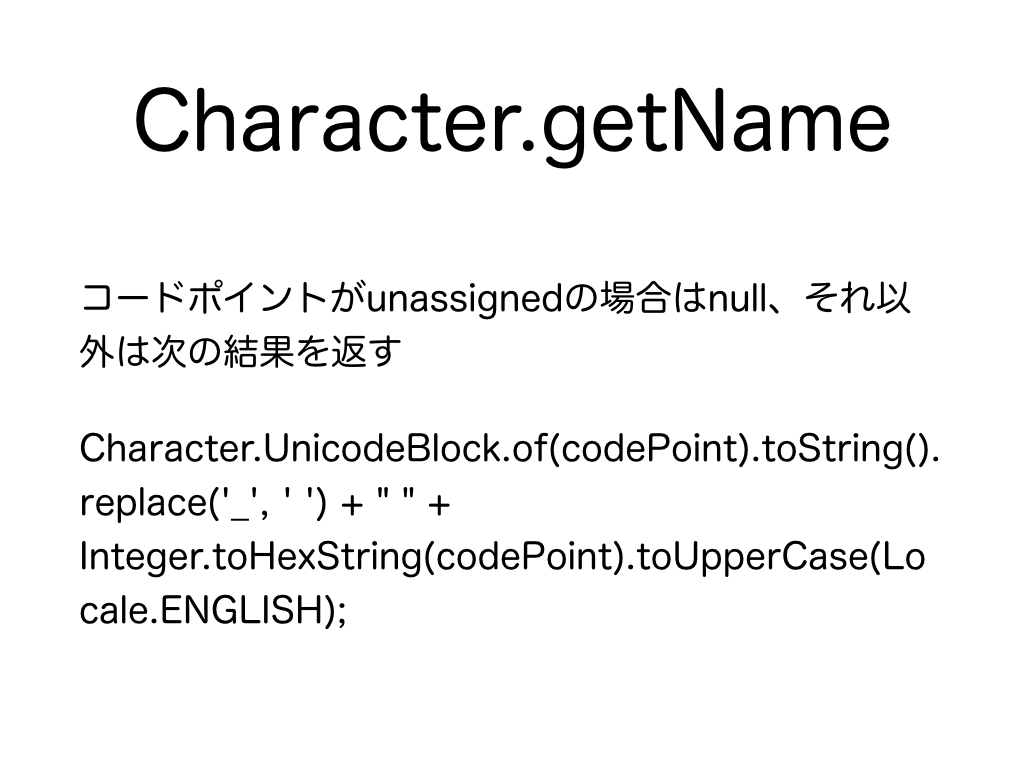 Character.getName
コードポイントがunassignedの場合はnull、それ以
外は次の結果を返す
Character.UnicodeBlock.of(codePoint).toString().
replace('_', ' ') + " " +
Integer.toHexString(codePoint).toUpperCase(Lo
cale.ENGLISH);